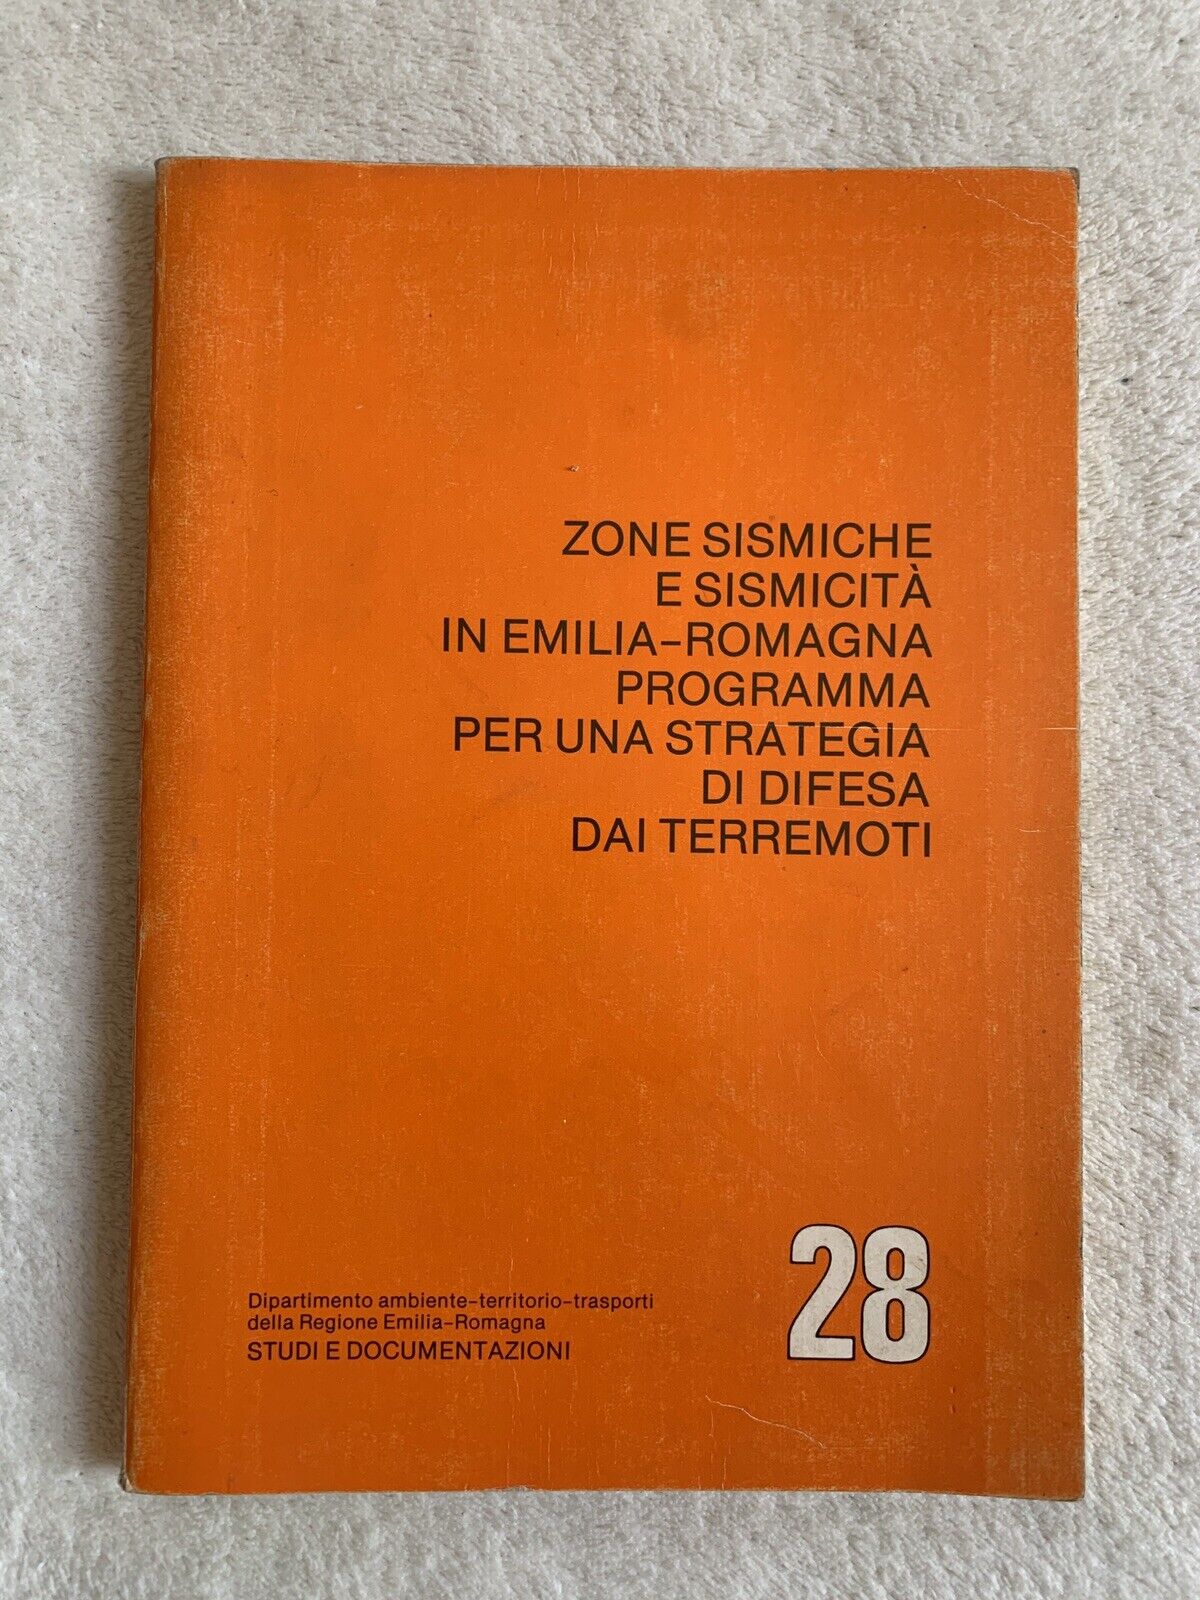 ZONE SISMICHE
E SISMICITÀ
IN EMILIA-ROMAGNA
PROGRAMMA
PER UNA STRATEGIA
DI DIFESA
DAI TERREMOTI
28
Dipartimento ambiente-territorio-trasporti
della Regione Emilia-Romagna
STUDI E DOCUMENTAZIONI